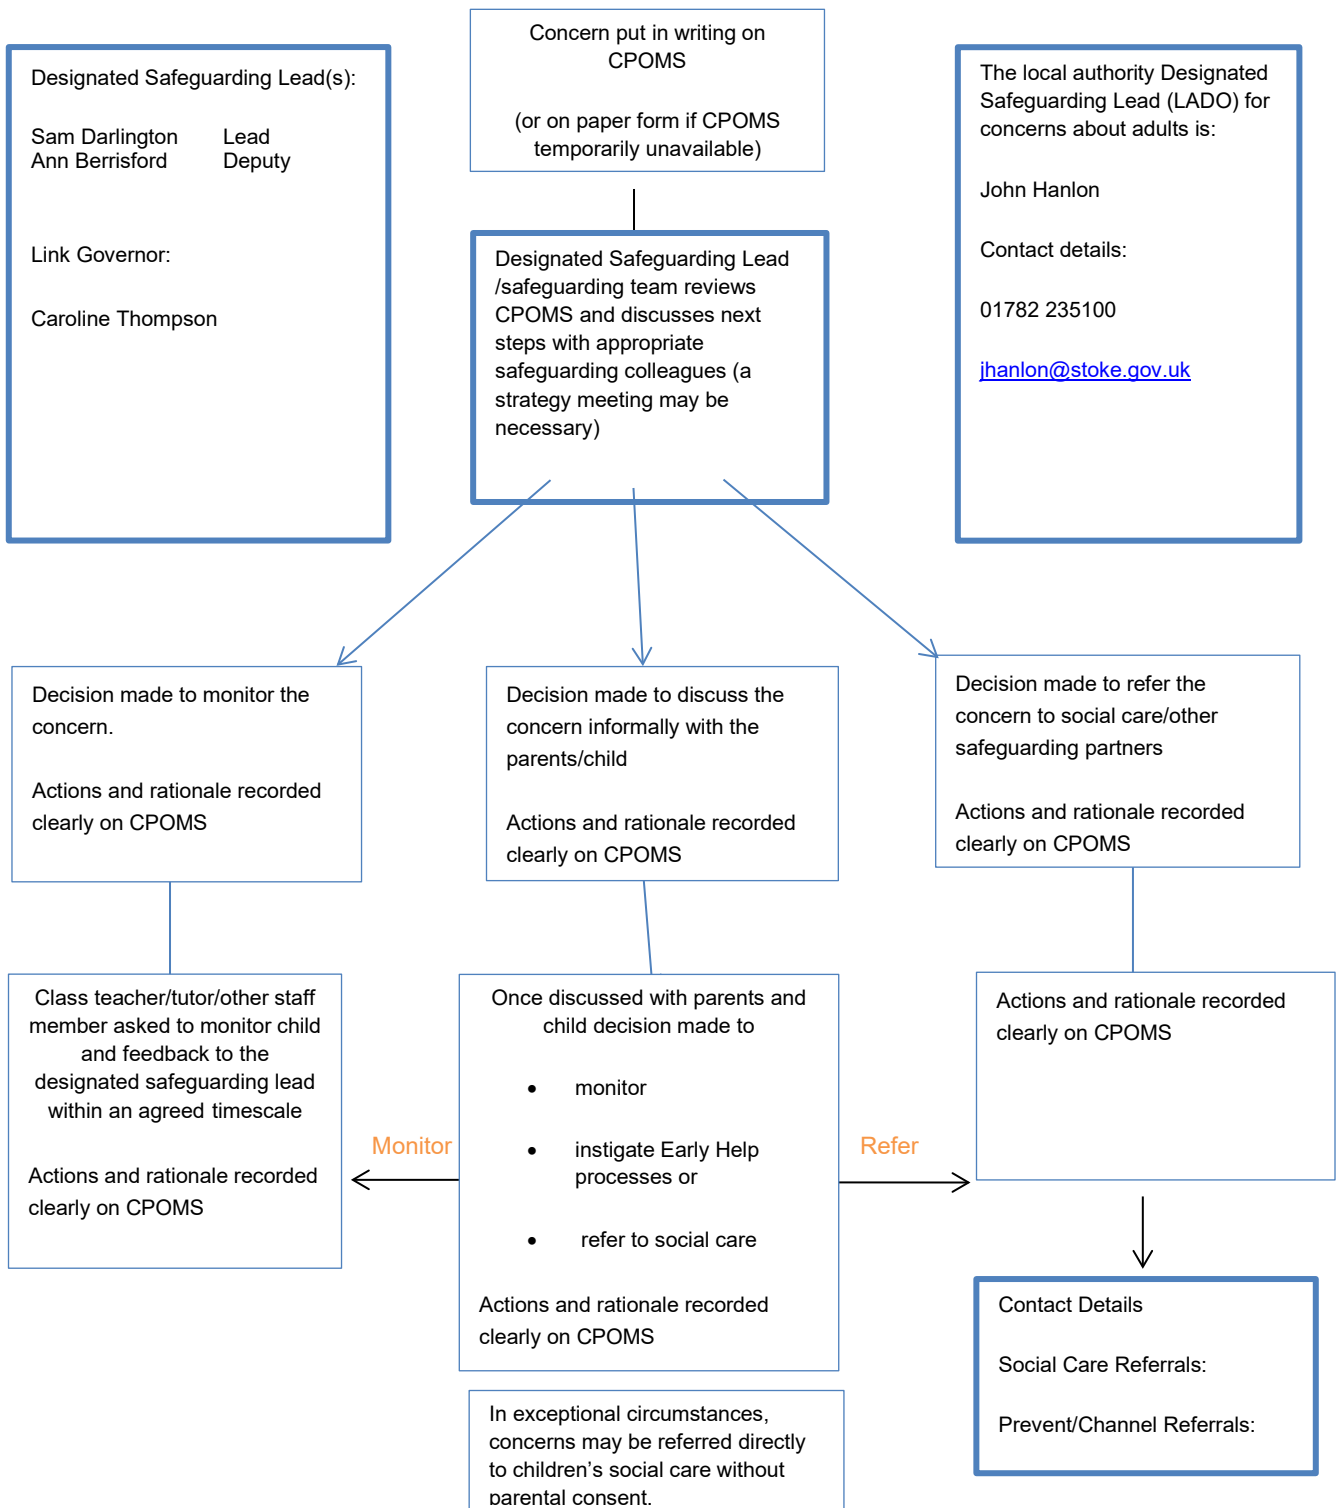 Concern put in writing on
CPOMS
(or on paper form if CPOMS
temporarily unavailable)
Designated Safeguarding Lead(s):
Sam Darlington Lead
Ann Berrisford Deputy
Link Governor:
Caroline Thompson
Designated Safeguarding Lead
/safeguarding team reviews
CPOMS and discusses next
steps with appropriate
safeguarding colleagues (a
strategy meeting may be
necessary)
The local authority Designated
Safeguarding Lead (LADO) for
concerns about adults is:
John Hanlon
Contact details:
01782 235100
jhanlon@stoke.gov.uk
Decision made to monitor the
concern.
Actions and rationale recorded
clearly on CPOMS
Decision made to discuss the
concern informally with the
parents/child
Actions and rationale recorded
clearly on CPOMS
Decision made to refer the
concern to social care/other
safeguarding partners
Actions and rationale recorded
clearly on CPOMS
Class teacher/tutor/other staff
member asked to monitor child
and feedback to the
designated safeguarding lead
within an agreed timescale
Actions and rationale recorded
clearly on CPOMS
Monitor
Once discussed with parents and
child decision made to
• monitor
• instigate Early Help
processes or
• refer to social care
Actions and rationale recorded
clearly on CPOMS
Refer
Actions and rationale recorded
clearly on CPOMS
Contact Details
Social Care Referrals:
Prevent/Channel Referrals:
In exceptional circumstances,
concerns may be referred directly
to children’s social care without
parental consent.